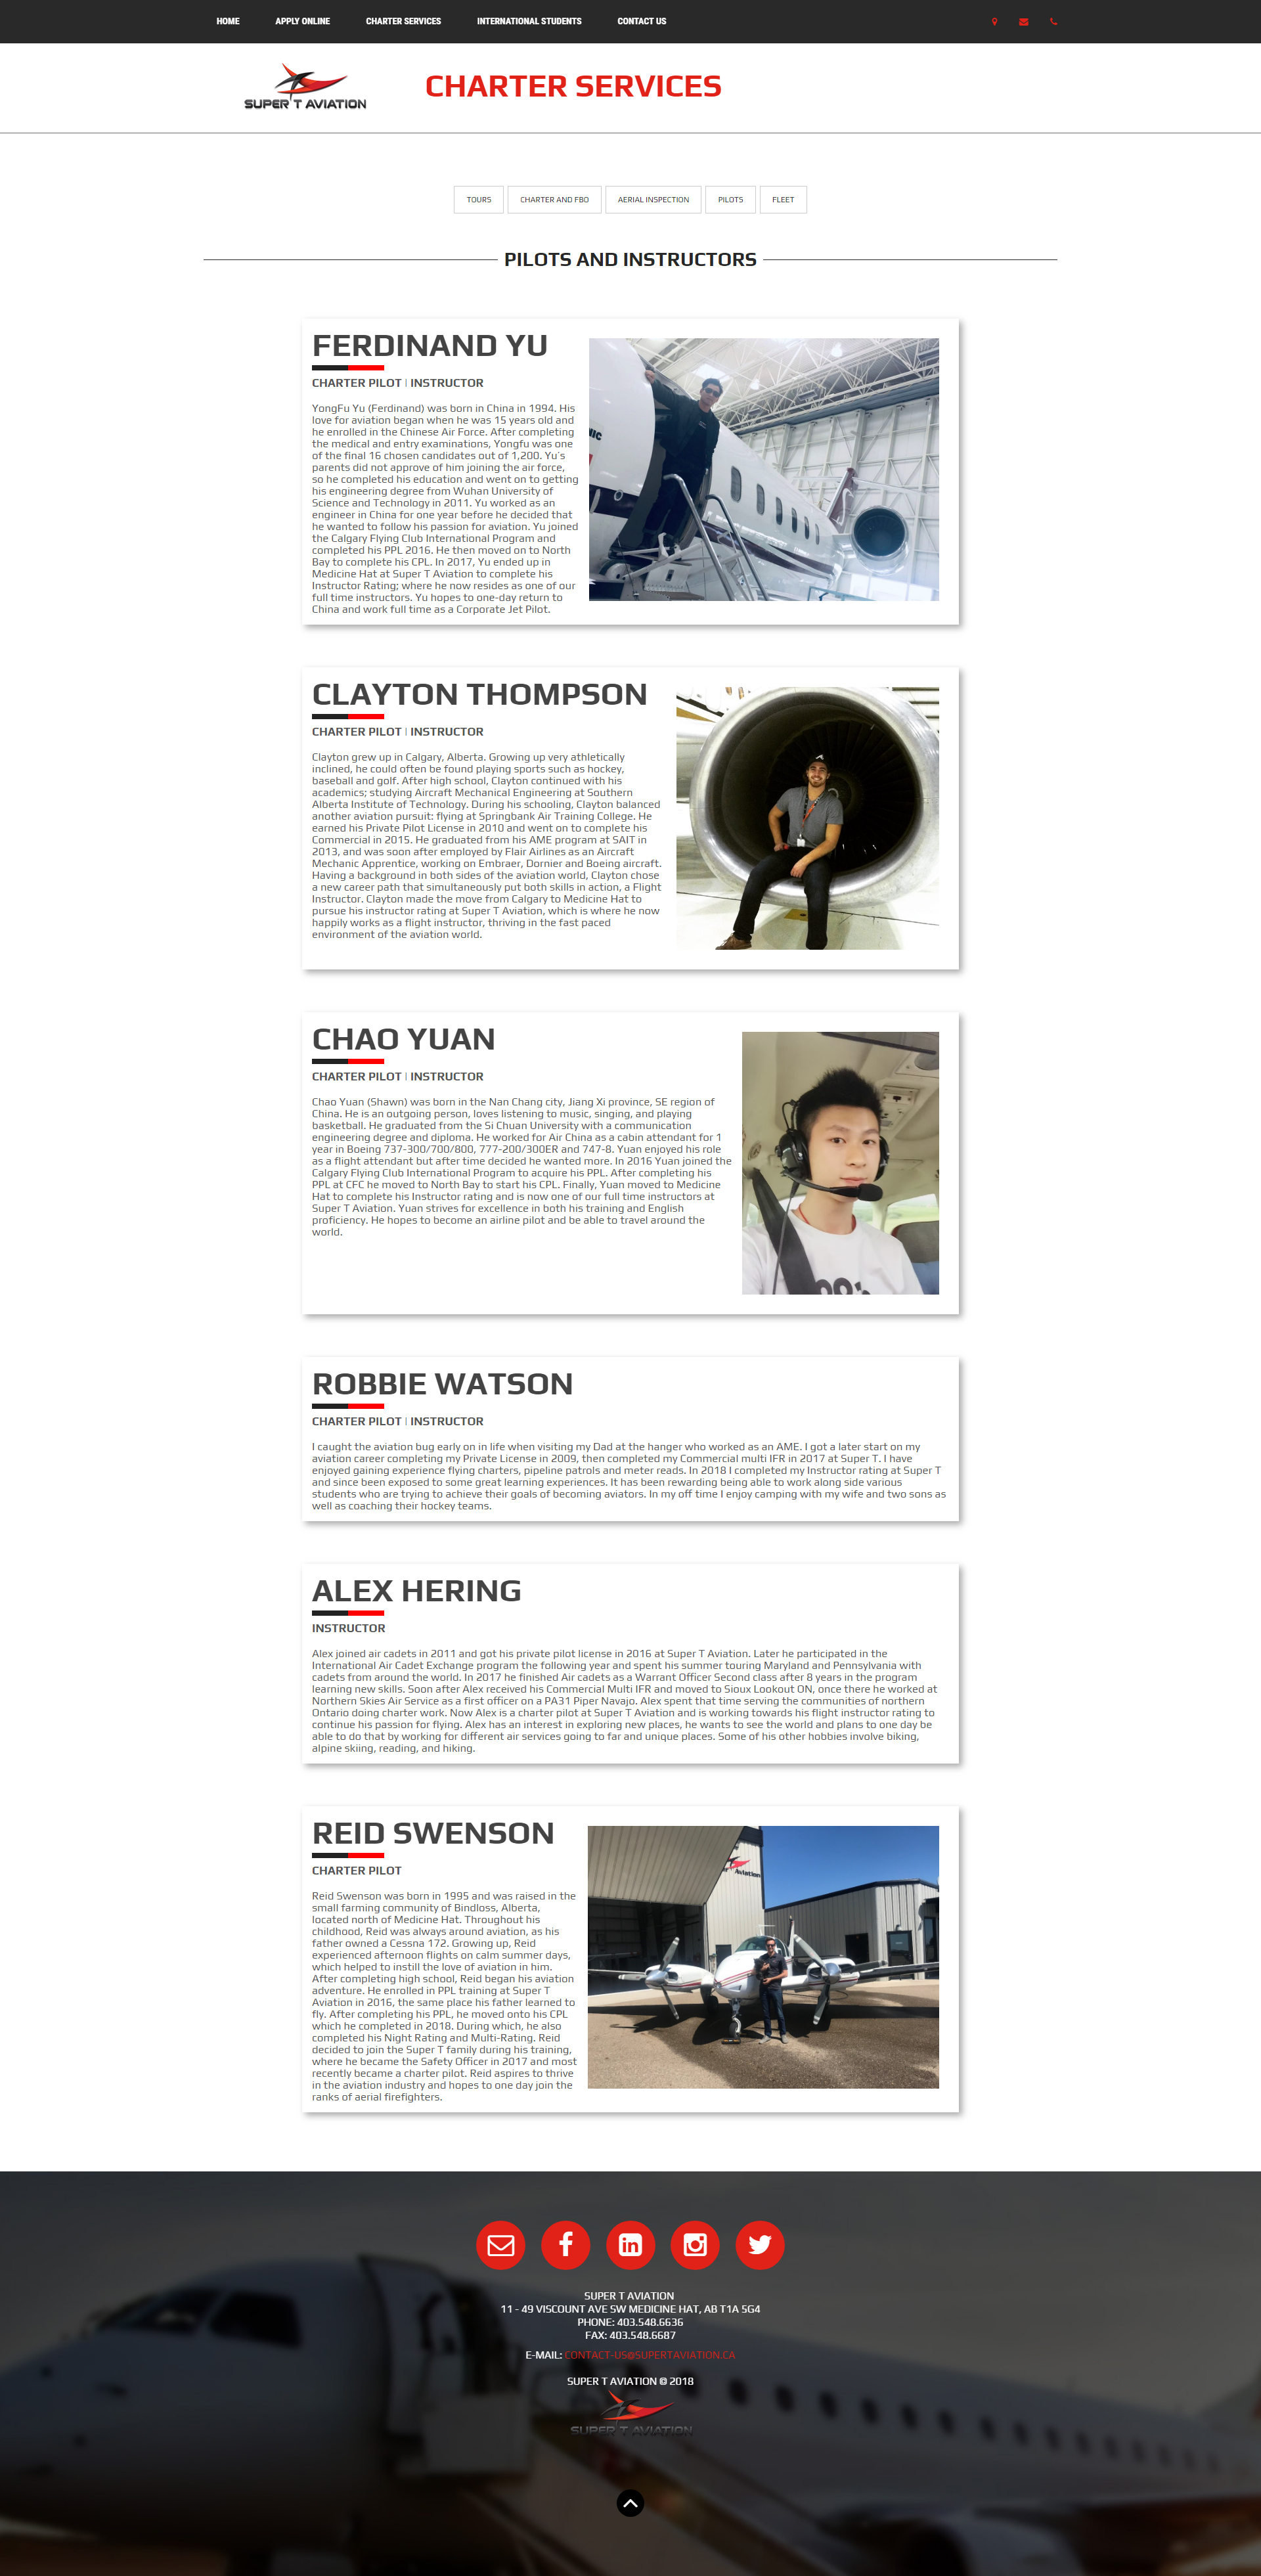 HOME APPLY ONLINE CHARTER SERVICES INTERNATIONAL STUDENTS CONTACT US
SUPER T AVIATION
CHARTER SERVICES
TOURS CHARTER AND FBO AERIAL INSPECTION PILOTS FLEET
PILOTS AND INSTRUCTORS
FERDINAND YU
CHARTER PILOT | INSTRUCTOR
YongFu Yu (Ferdinand) was born in China in 1994. His
love for aviation began when he was 15 years old and
he enrolled in the Chinese Air Force. After completing
the medical and entry examinations, Yongfu was one
of the final 16 chosen candidates out of 1,200. Yu's
parents did not approve of him joining the air force,
so he completed his education and went on to getting
his engineering degree from Wuhan University of
Science and Technology in 2011. Yu worked as an
engineer in China for one year before he decided that
he wanted to follow his passion for aviation. Yu joined
the Calgary Flying Club International Program and
completed his PPL 2016. He then moved on to North
Bay to complete his CPL. In 2017, Yu ended up in
Medicine Hat at Super T Aviation to complete his
Instructor Rating; where he now resides as one of our
full time instructors. Yu hopes to one-day return to
China and work full time as a Corporate Jet Pilot.
CLAYTON THOMPSON
CHARTER PILOT | INSTRUCTOR
Clayton grew up in Calgary, Alberta. Growing up very athletically
inclined, he could often be found playing sports such as hockey,
baseball and golf. After high school, Clayton continued with his
academics; studying Aircraft Mechanical Engineering at Southern
Alberta Institute of Technology. During his schooling, Clayton balanced
another aviation pursuit: flying at Springbank Air Training College. He
earned his Private Pilot License in 2010 and went on to complete his
Commercial in 2015. He graduated from his AME program at SAIT in
2013, and was soon after employed by Flair Airlines as an Aircraft
Mechanic Apprentice, working on Embraer, Dornier and Boeing aircraft.
Having a background in both sides of the aviation world, Clayton chose
a new career path that simultaneously put both skills in action, a Flight
Instructor. Clayton made the move from Calgary to Medicine Hat to
pursue his instructor rating at Super T Aviation, which is where he now
happily works as a flight instructor, thriving in the fast paced
environment of the aviation world.
CHAO YUAN
CHARTER PILOT | INSTRUCTOR
Chao Yuan (Shawn) was born in the Nan Chang city, Jiang Xi province, SE region of
China. He is an outgoing person, loves listening to music, singing, and playing
basketball. He graduated from the Si Chuan University with a communication
engineering degree and diploma. He worked for Air China as a cabin attendant for 1
year in Boeing 737-300/700/800, 777-200/300ER and 747-8. Yuan enjoyed his role
as a flight attendant but after time decided he wanted more. In 2016 Yuan joined the
Calgary Flying Club International Program to acquire his PPL. After completing his
PPL at CFC he moved to North Bay to start his CPL. Finally, Yuan moved to Medicine
Hat to complete his Instructor rating and is now one of our full time instructors at
Super T Aviation. Yuan strives for excellence in both his training and English
proficiency. He hopes to become an airline pilot and be able to travel around the
world.
ROBBIE WATSON
CHARTER PILOT | INSTRUCTOR
I caught the aviation bug early on in life when visiting my Dad at the hanger who worked as an AME. I got a later start on my
aviation career completing my Private License in 2009, then completed my Commercial multi IFR in 2017 at Super T. I have
enjoyed gaining experience flying charters, pipeline patrols and meter reads. In 2018 I completed my Instructor rating at Super T
and since been exposed to some great learning experiences. It has been rewarding being able to work along side various
students who are trying to achieve their goals of becoming aviators. In my off time I enjoy camping with my wife and two sons as
well as coaching their hockey teams.
ALEX HERING
INSTRUCTOR
Alex joined air cadets in 2011 and got his private pilot license in 2016 at Super T Aviation. Later he participated in the
International Air Cadet Exchange program the following year and spent his summer touring Maryland and Pennsylvania with
cadets from around the world. In 2017 he finished Air cadets as a Warrant Officer Second class after 8 years in the program
learning new skills. Soon after Alex received his Commercial Multi IFR and moved to Sioux Lookout ON, once there he worked at
Northern Skies Air Service as a first officer on a PA31 Piper Navajo. Alex spent that time serving the communities of northern
Ontario doing charter work. Now Alex is a charter pilot at Super T Aviation and is working towards his flight instructor rating to
continue his passion for flying. Alex has an interest in exploring new places, he wants to see the world and plans to one day be
able to do that by working for different air services going to far and unique places. Some of his other hobbies involve biking,
alpine skiing, reading, and hiking.
REID SWENSON
CHARTER PILOT
Reid Swenson was born in 1995 and was raised in the
small farming community of Bindloss, Alberta,
located north of Medicine Hat. Throughout his
childhood, Reid was always around aviation, as his
father owned a Cessna 172. Growing up, Reid
experienced afternoon flights on calm summer days,
which helped to instill the love of aviation in him.
After completing high school, Reid began his aviation
adventure. He enrolled in PPL training at Super T
Aviation in 2016, the same place his father learned to
fly. After completing his PPL, he moved onto his CPL
which he completed in 2018. During which, he also
completed his Night Rating and Multi-Rating. Reid
decided to join the Super T family during his training,
where he became the Safety Officer in 2017 and most
recently became a charter pilot. Reid aspires to thrive
in the aviation industry and hopes to one day join the
ranks of aerial firefighters.
Aviation
SUPER T AVIATION
11 - 49 VISCOUNT AVE SW MEDICINE HAT, AB T1A 5G4
PHONE: 403.548.6636
FAX: 403.548.6687
E-MAIL: CONTACT-US@SUPERTAVIATION.CA
SUPER T AVIATION © 2018
SUPER T AVIATION